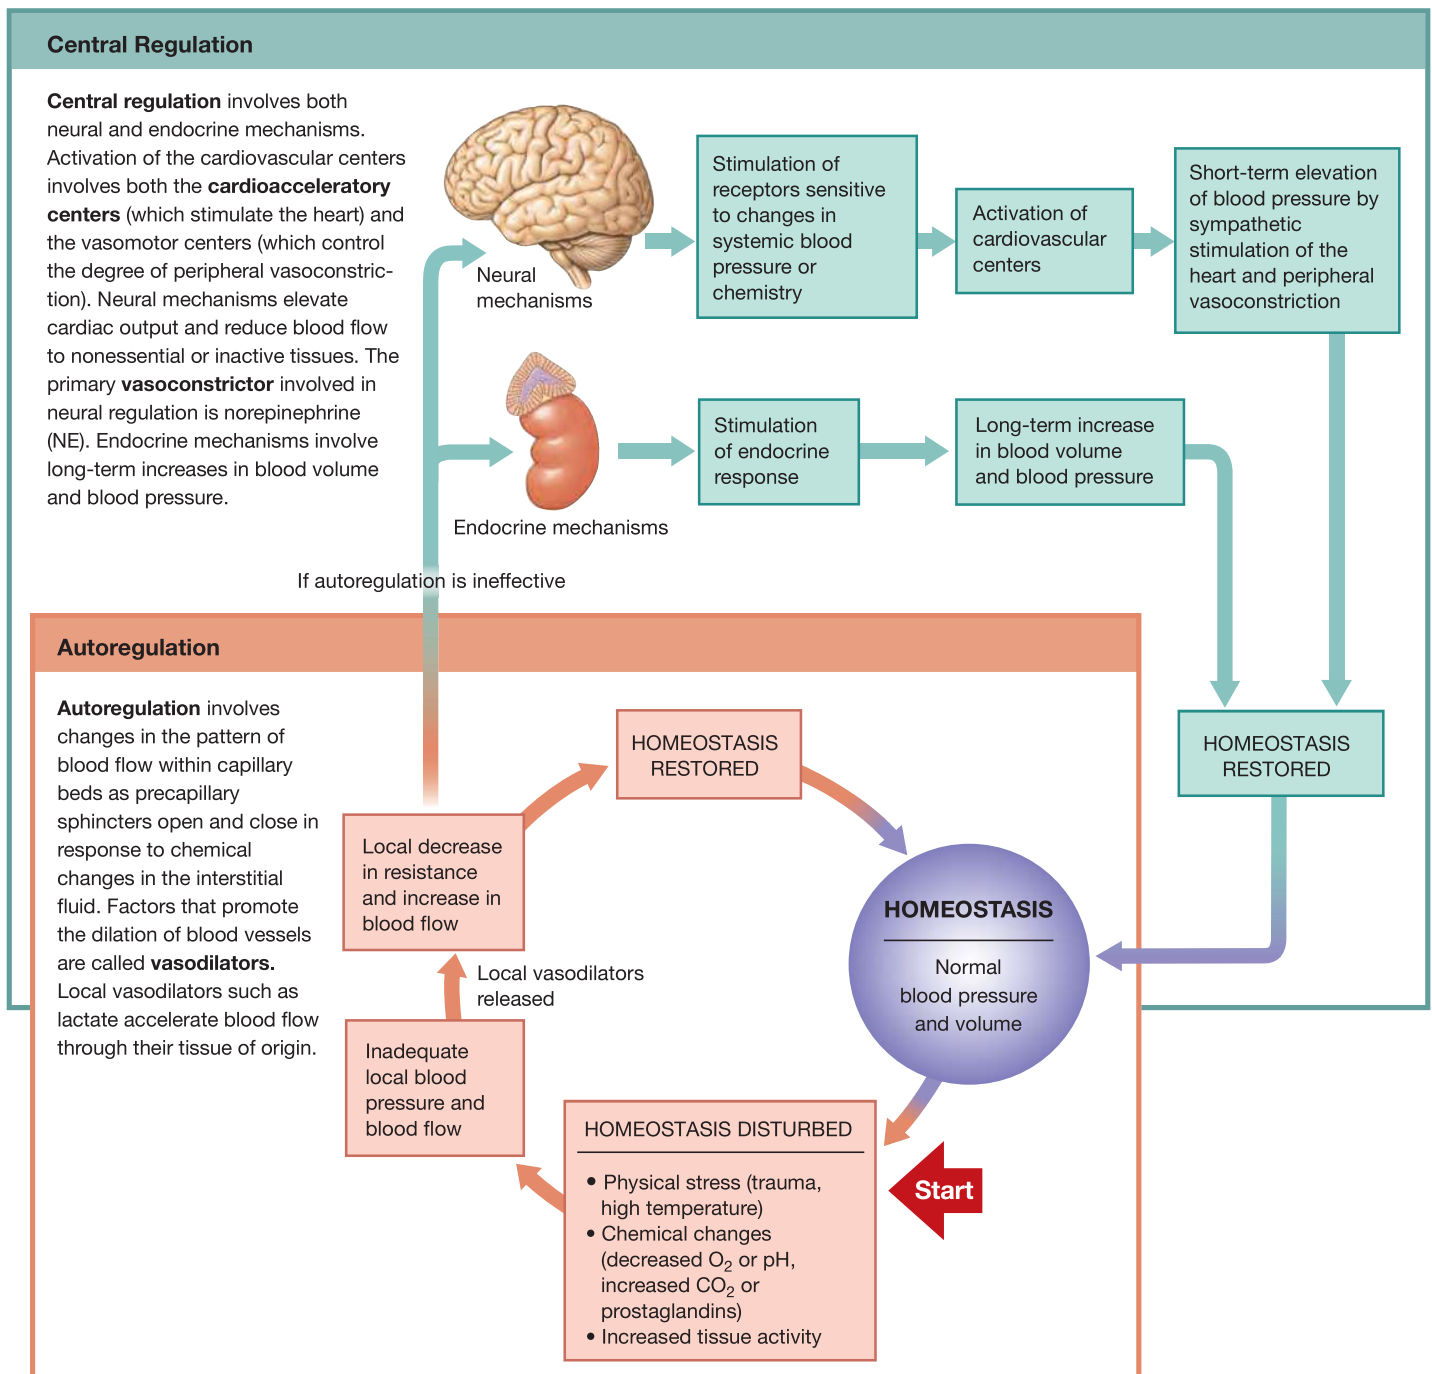 Central Regulation
Central regulation involves both
neural and endocrine mechanisms.
Activation of the cardiovascular centers
involves both the cardioacceleratory
centers (which stimulate the heart) and
the vasomotor centers (which control
the degree of peripheral vasoconstric-
tion). Neural mechanisms elevate
cardiac output and reduce blood flow
to nonessential or inactive tissues. The
primary vasoconstrictor involved in
neural regulation is norepinephrine
(NE). Endocrine mechanisms involve
long-term increases in blood volume
and blood pressure.
Neural
mechanisms
Stimulation of
receptors sensitive
to changes in
systemic blood
pressure or
chemistry
Activation of
cardiovascular
centers
Short-term elevation
of blood pressure by
sympathetic
stimulation of the
heart and peripheral
vasoconstriction
Endocrine mechanisms
Stimulation
of endocrine
response
Long-term increase
in blood volume
and blood pressure
If autoregulation is ineffective
HOMEOSTASIS
RESTORED
Autoregulation
Autoregulation involves
changes in the pattern of
blood flow within capillary
beds as precapillary
sphincters open and close in
response to chemical
changes in the interstitial
fluid. Factors that promote
the dilation of blood vessels
are called vasodilators.
Local vasodilators such as
lactate accelerate blood flow
through their tissue of origin.
HOMEOSTASIS
RESTORED
Local decrease
in resistance
and increase in
blood flow
Local vasodilators
released
Inadequate
local blood
pressure and
blood flow
HOMEOSTASIS
Normal
blood pressure
and volume
HOMEOSTASIS DISTURBED
• Physical stress (trauma,
high temperature)
• Chemical changes
(decreased O₂ or pH,
increased CO₂ or
prostaglandins)
• Increased tissue activity
Start